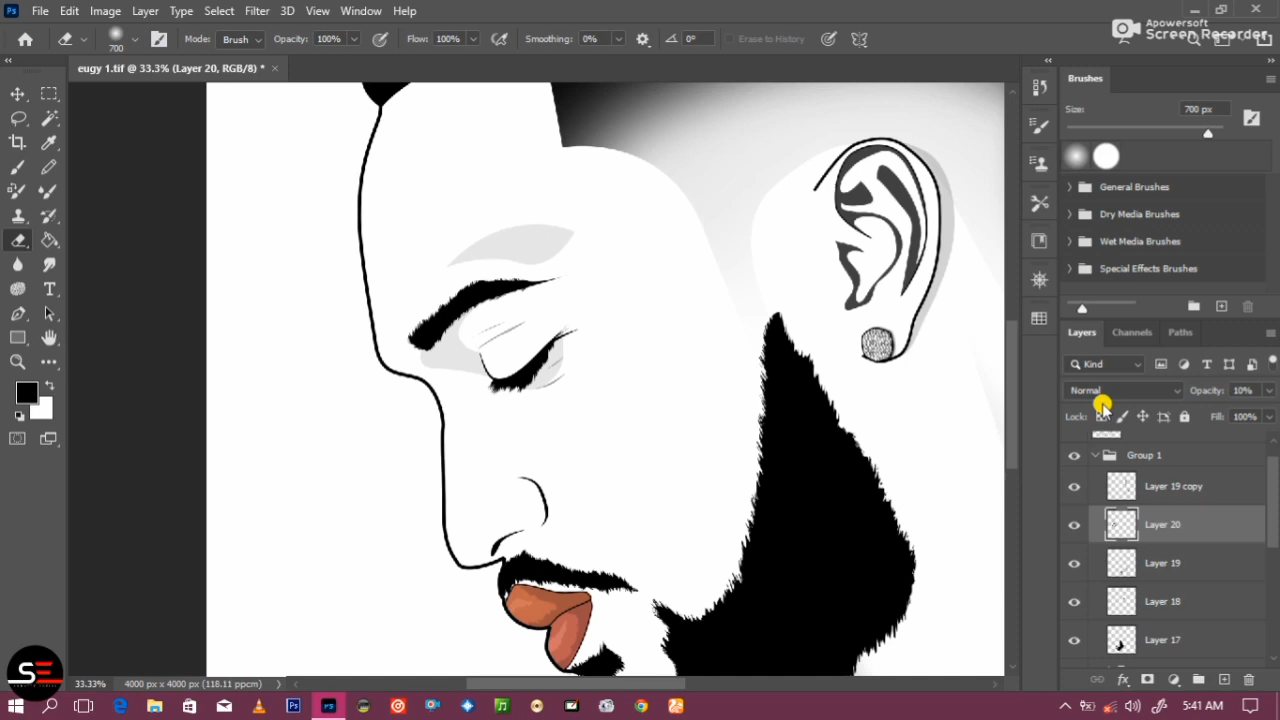 Ps File Edit Image Layer Type Select Filter 3D View Window Help
Apowersoft
Screen Recorder
700 Mode: Brush Opacity: 100% Flow: 100% Smoothing: 0% 0° Erase to History
eugy 1.tif @ 33.3% (Layer 20, RGB/8) * ×
Brushes
Size: 700 px
General Brushes
Dry Media Brushes
Wet Media Brushes
Special Effects Brushes
Layers Channels Paths
Kind
Normal Opacity: 10%
Lock: Fill: 100%
Group 1
Layer 19 copy
Layer 20
Layer 19
Layer 18
Layer 17
SE
33.33% 4000 px x 4000 px (118.11 ppcm)
5:41 AM